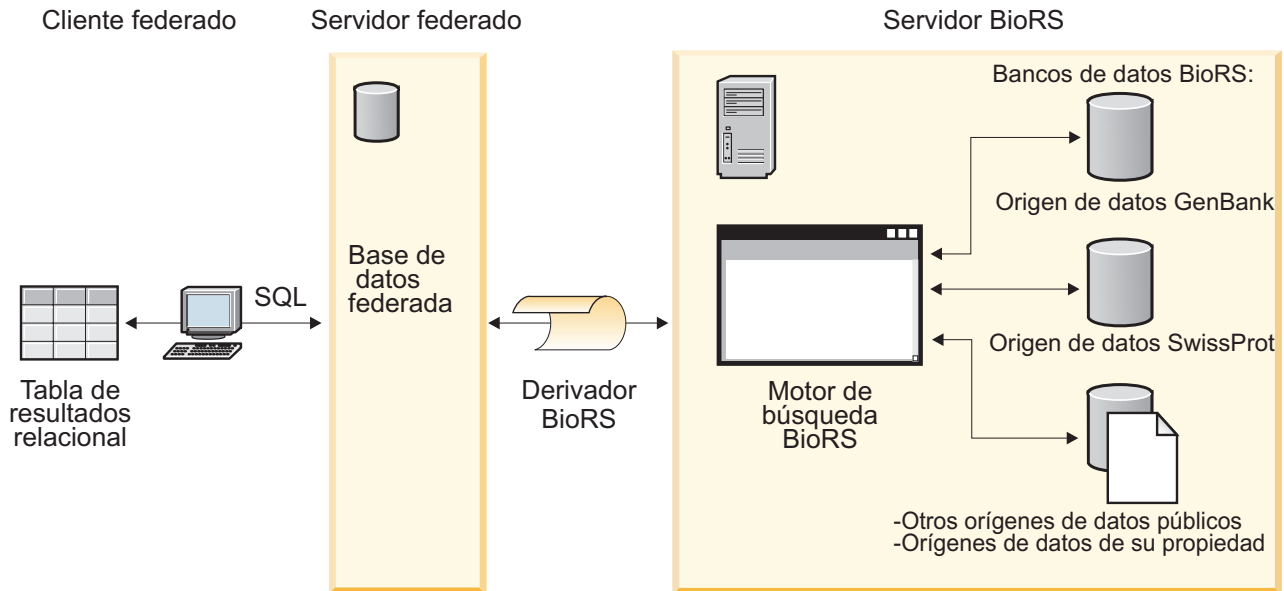 Cliente federado
Servidor federado
Servidor BioRS
Bancos de datos BioRS:
Origen de datos GenBank
Base de
datos
federada
SQL
Origen de datos SwissProt
Tabla de
resultados
relacional
Derivador
BioRS
Motor de
búsqueda
BioRS
-Otros orígenes de datos públicos
-Orígenes de datos de su propiedad